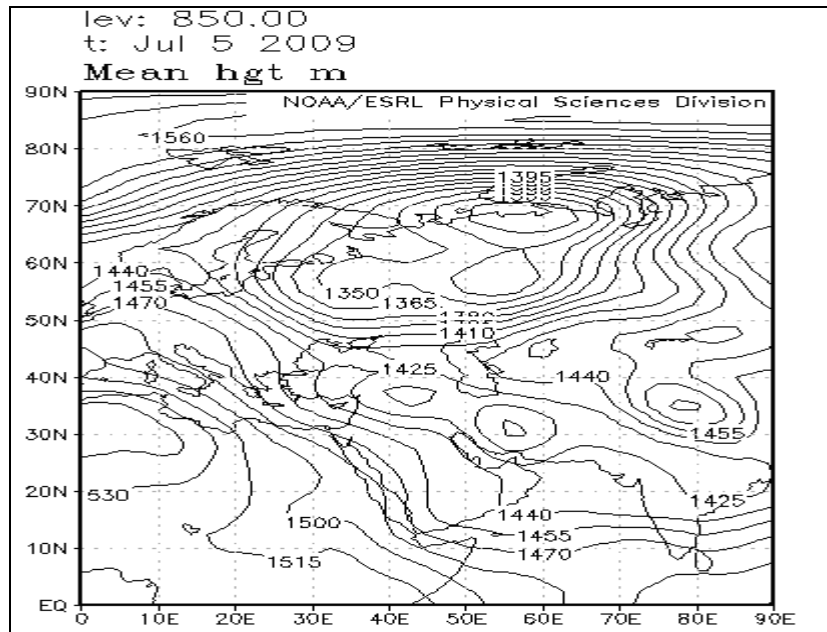 lev: 850.00
t: Jul 5 2009
Mean hgt m
NOAA/ESRL Physical Sciences Division
90N
80N
70N
60N
50N
40N
30N
20N
10N
EQ
1560
1395
1440
1455
1470
1350
1365
1410
1425
1440
1455
530
1425
1500
1440
1455
1515
1470
0
10E
20E
30E
40E
50E
60E
70E
80E
90E